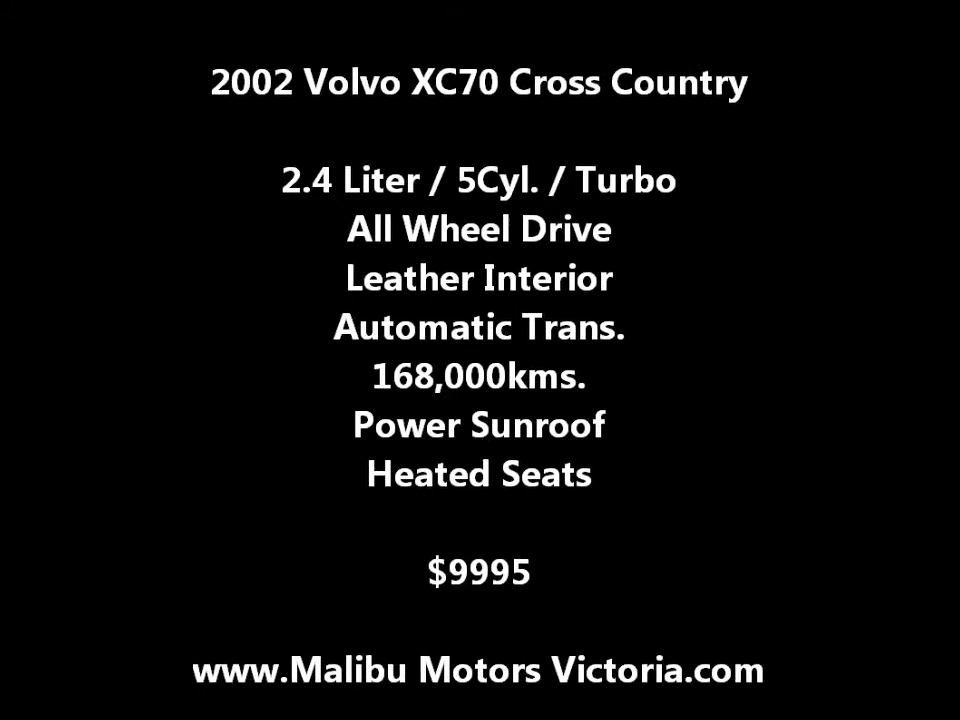 2002 Volvo XC70 Cross Country
2.4 Liter / 5Cyl. / Turbo
All Wheel Drive
Leather Interior
Automatic Trans.
168,000kms.
Power Sunroof
Heated Seats
$9995
www.Malibu Motors Victoria.com